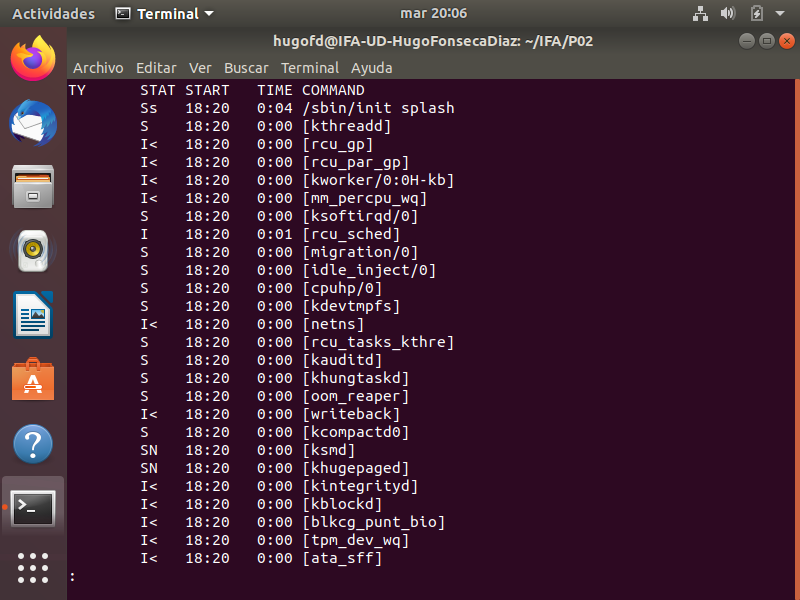 Actividades Terminal mar 20:06
hugofd@IFA-UD-HugoFonsecaDiaz: ~/IFA/P02
Archivo Editar Ver Buscar Terminal Ayuda
TY      STAT START   TIME COMMAND
        Ss   18:20   0:04 /sbin/init splash
        S    18:20   0:00 [kthreadd]
        I<   18:20   0:00 [rcu_gp]
        I<   18:20   0:00 [rcu_par_gp]
        I<   18:20   0:00 [kworker/0:0H-kb]
        I<   18:20   0:00 [mm_percpu_wq]
        S    18:20   0:00 [ksoftirqd/0]
        I    18:20   0:01 [rcu_sched]
        S    18:20   0:00 [migration/0]
        S    18:20   0:00 [idle_inject/0]
        S    18:20   0:00 [cpuhp/0]
        S    18:20   0:00 [kdevtmpfs]
        I<   18:20   0:00 [netns]
        S    18:20   0:00 [rcu_tasks_kthre]
        S    18:20   0:00 [kauditd]
        S    18:20   0:00 [khungtaskd]
        S    18:20   0:00 [oom_reaper]
        I<   18:20   0:00 [writeback]
        S    18:20   0:00 [kcompactd0]
        SN   18:20   0:00 [ksmd]
        SN   18:20   0:00 [khugepaged]
        I<   18:20   0:00 [kintegrityd]
        I<   18:20   0:00 [kblockd]
        I<   18:20   0:00 [blkcg_punt_bio]
        I<   18:20   0:00 [tpm_dev_wq]
        I<   18:20   0:00 [ata_sff]
: